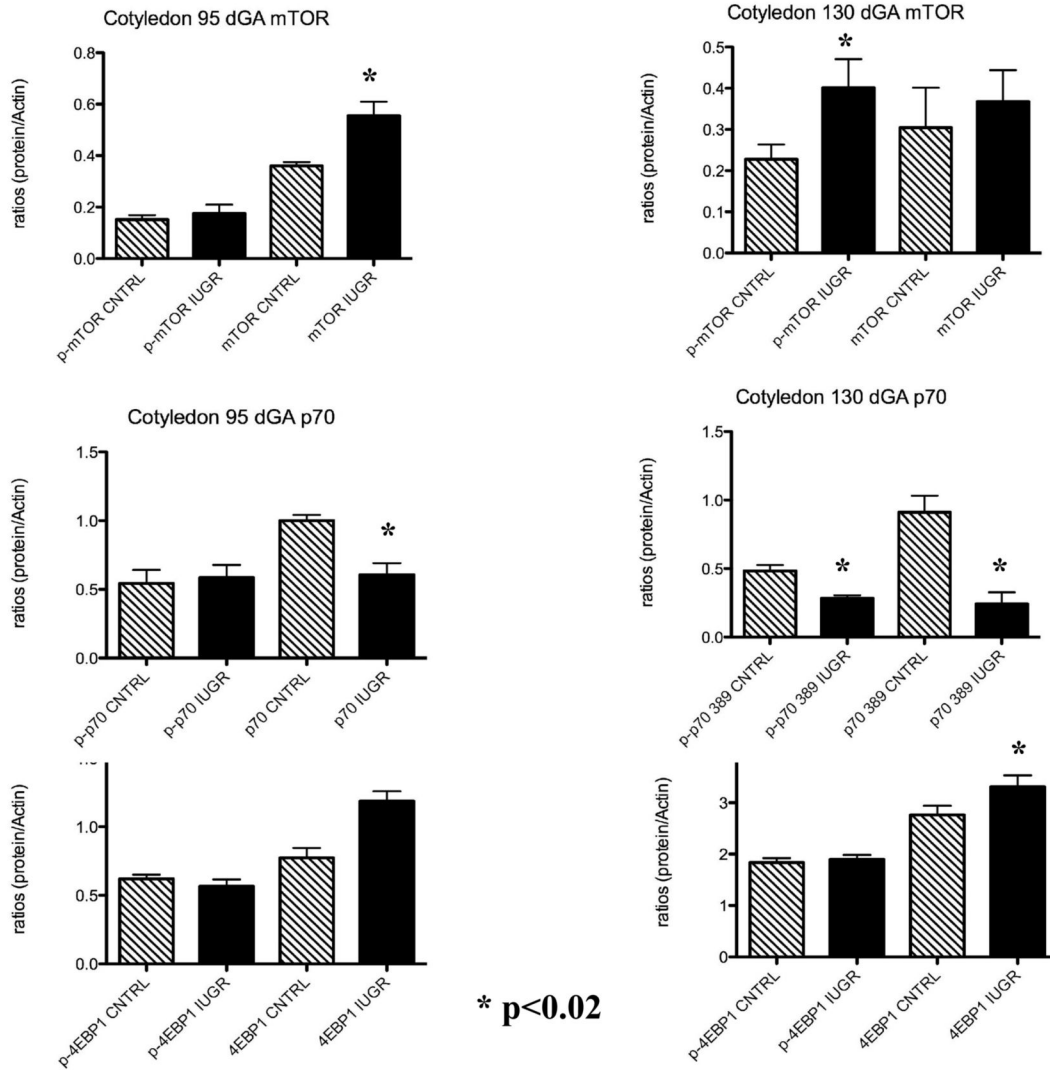 Cotyledon 95 dGA mTOR
ratios (protein/Actin)
0.8
0.6
0.4
0.2
0.0
*
p-mTOR CNTRL
p-mTOR IUGR
mTOR CNTRL
mTOR IUGR
Cotyledon 130 dGA mTOR
ratios (protein/Actin)
0.5
0.4
0.3
0.2
0.1
0.0
*
p-mTOR CNTRL
p-mTOR IUGR
mTOR CNTRL
mTOR IUGR
Cotyledon 95 dGA p70
ratios (protein/Actin)
1.5
1.0
0.5
0.0
*
p-p70 CNTRL
p-p70 IUGR
p70 CNTRL
p70 IUGR
Cotyledon 130 dGA p70
ratios (protein/Actin)
1.5
1.0
0.5
0.0
*
*
p-p70 389 CNTRL
p-p70 389 IUGR
p70 389 CNTRL
p70 389 IUGR
ratios (protein/Actin)
1.0
0.5
0.0
p-4EBP1 CNTRL
p-4EBP1 IUGR
4EBP1 CNTRL
4EBP1 IUGR
ratios (protein/Actin)
3
2
1
0
*
p-4EBP1 CNTRL
p-4EBP1 IUGR
4EBP1 CNTRL
4EBP1 IUGR
* p<0.02